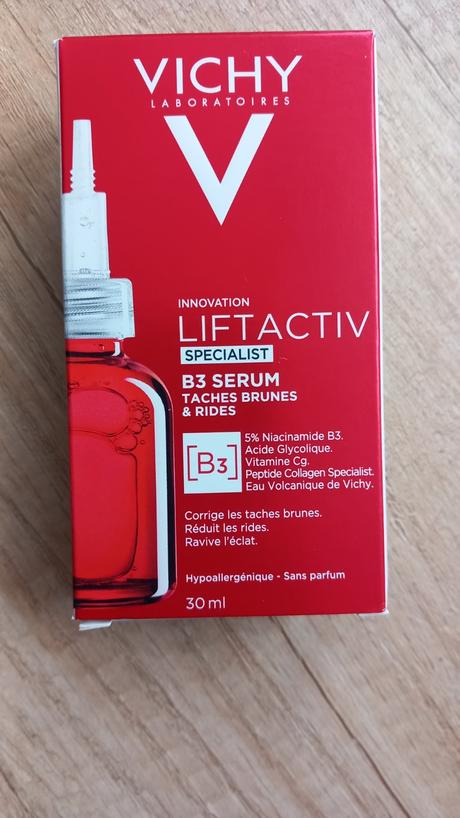 VICHY
LABORATOIRES
V
INNOVATION
LIFTACTIV
SPECIALIST
B3 SERUM
TACHES BRUNES
& RIDES
[B3]
5% Niacinamide B3.
Acide Glycolique.
Vitamine Cg.
Peptide Collagen Specialist.
Eau Volcanique de Vichy.
Corrige les taches brunes.
Réduit les rides.
Ravive l'éclat.
Hypoallergénique - Sans parfum
30 ml